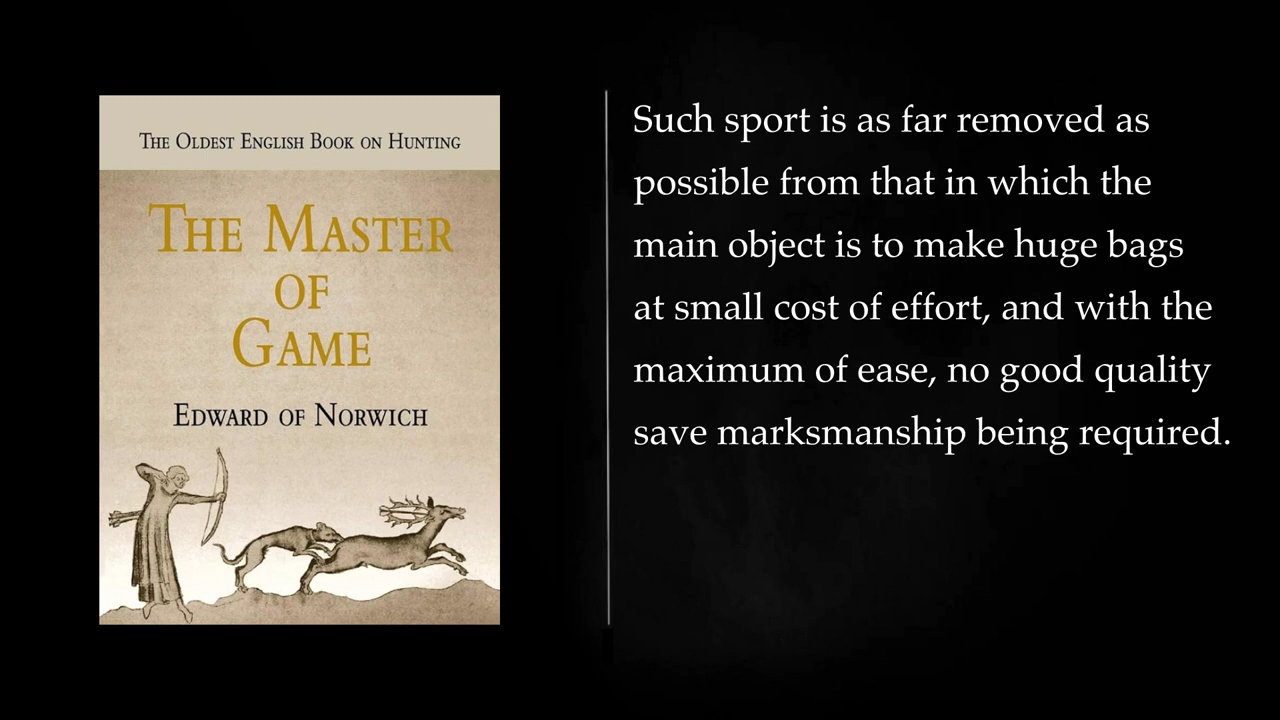 The Oldest English Book on Hunting
The Master
of
Game
Edward of Norwich
Such sport is as far removed as
possible from that in which the
main object is to make huge bags
at small cost of effort, and with the
maximum of ease, no good quality
save marksmanship being required.